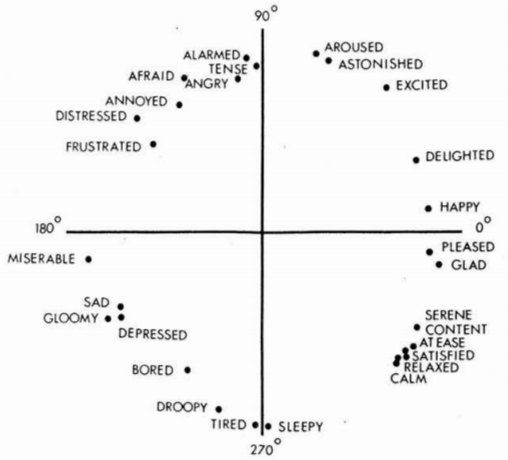 90°
ALARMED
AROUSED
TENSE
ASTONISHED
AFRAID
ANGRY
EXCITED
ANNOYED
DISTRESSED
FRUSTRATED
DELIGHTED
HAPPY
180°
0°
PLEASED
MISERABLE
GLAD
SAD
SERENE
GLOOMY
CONTENT
DEPRESSED
AT EASE
SATISFIED
BORED
RELAXED
CALM
DROOPY
TIRED
SLEEPY
270°